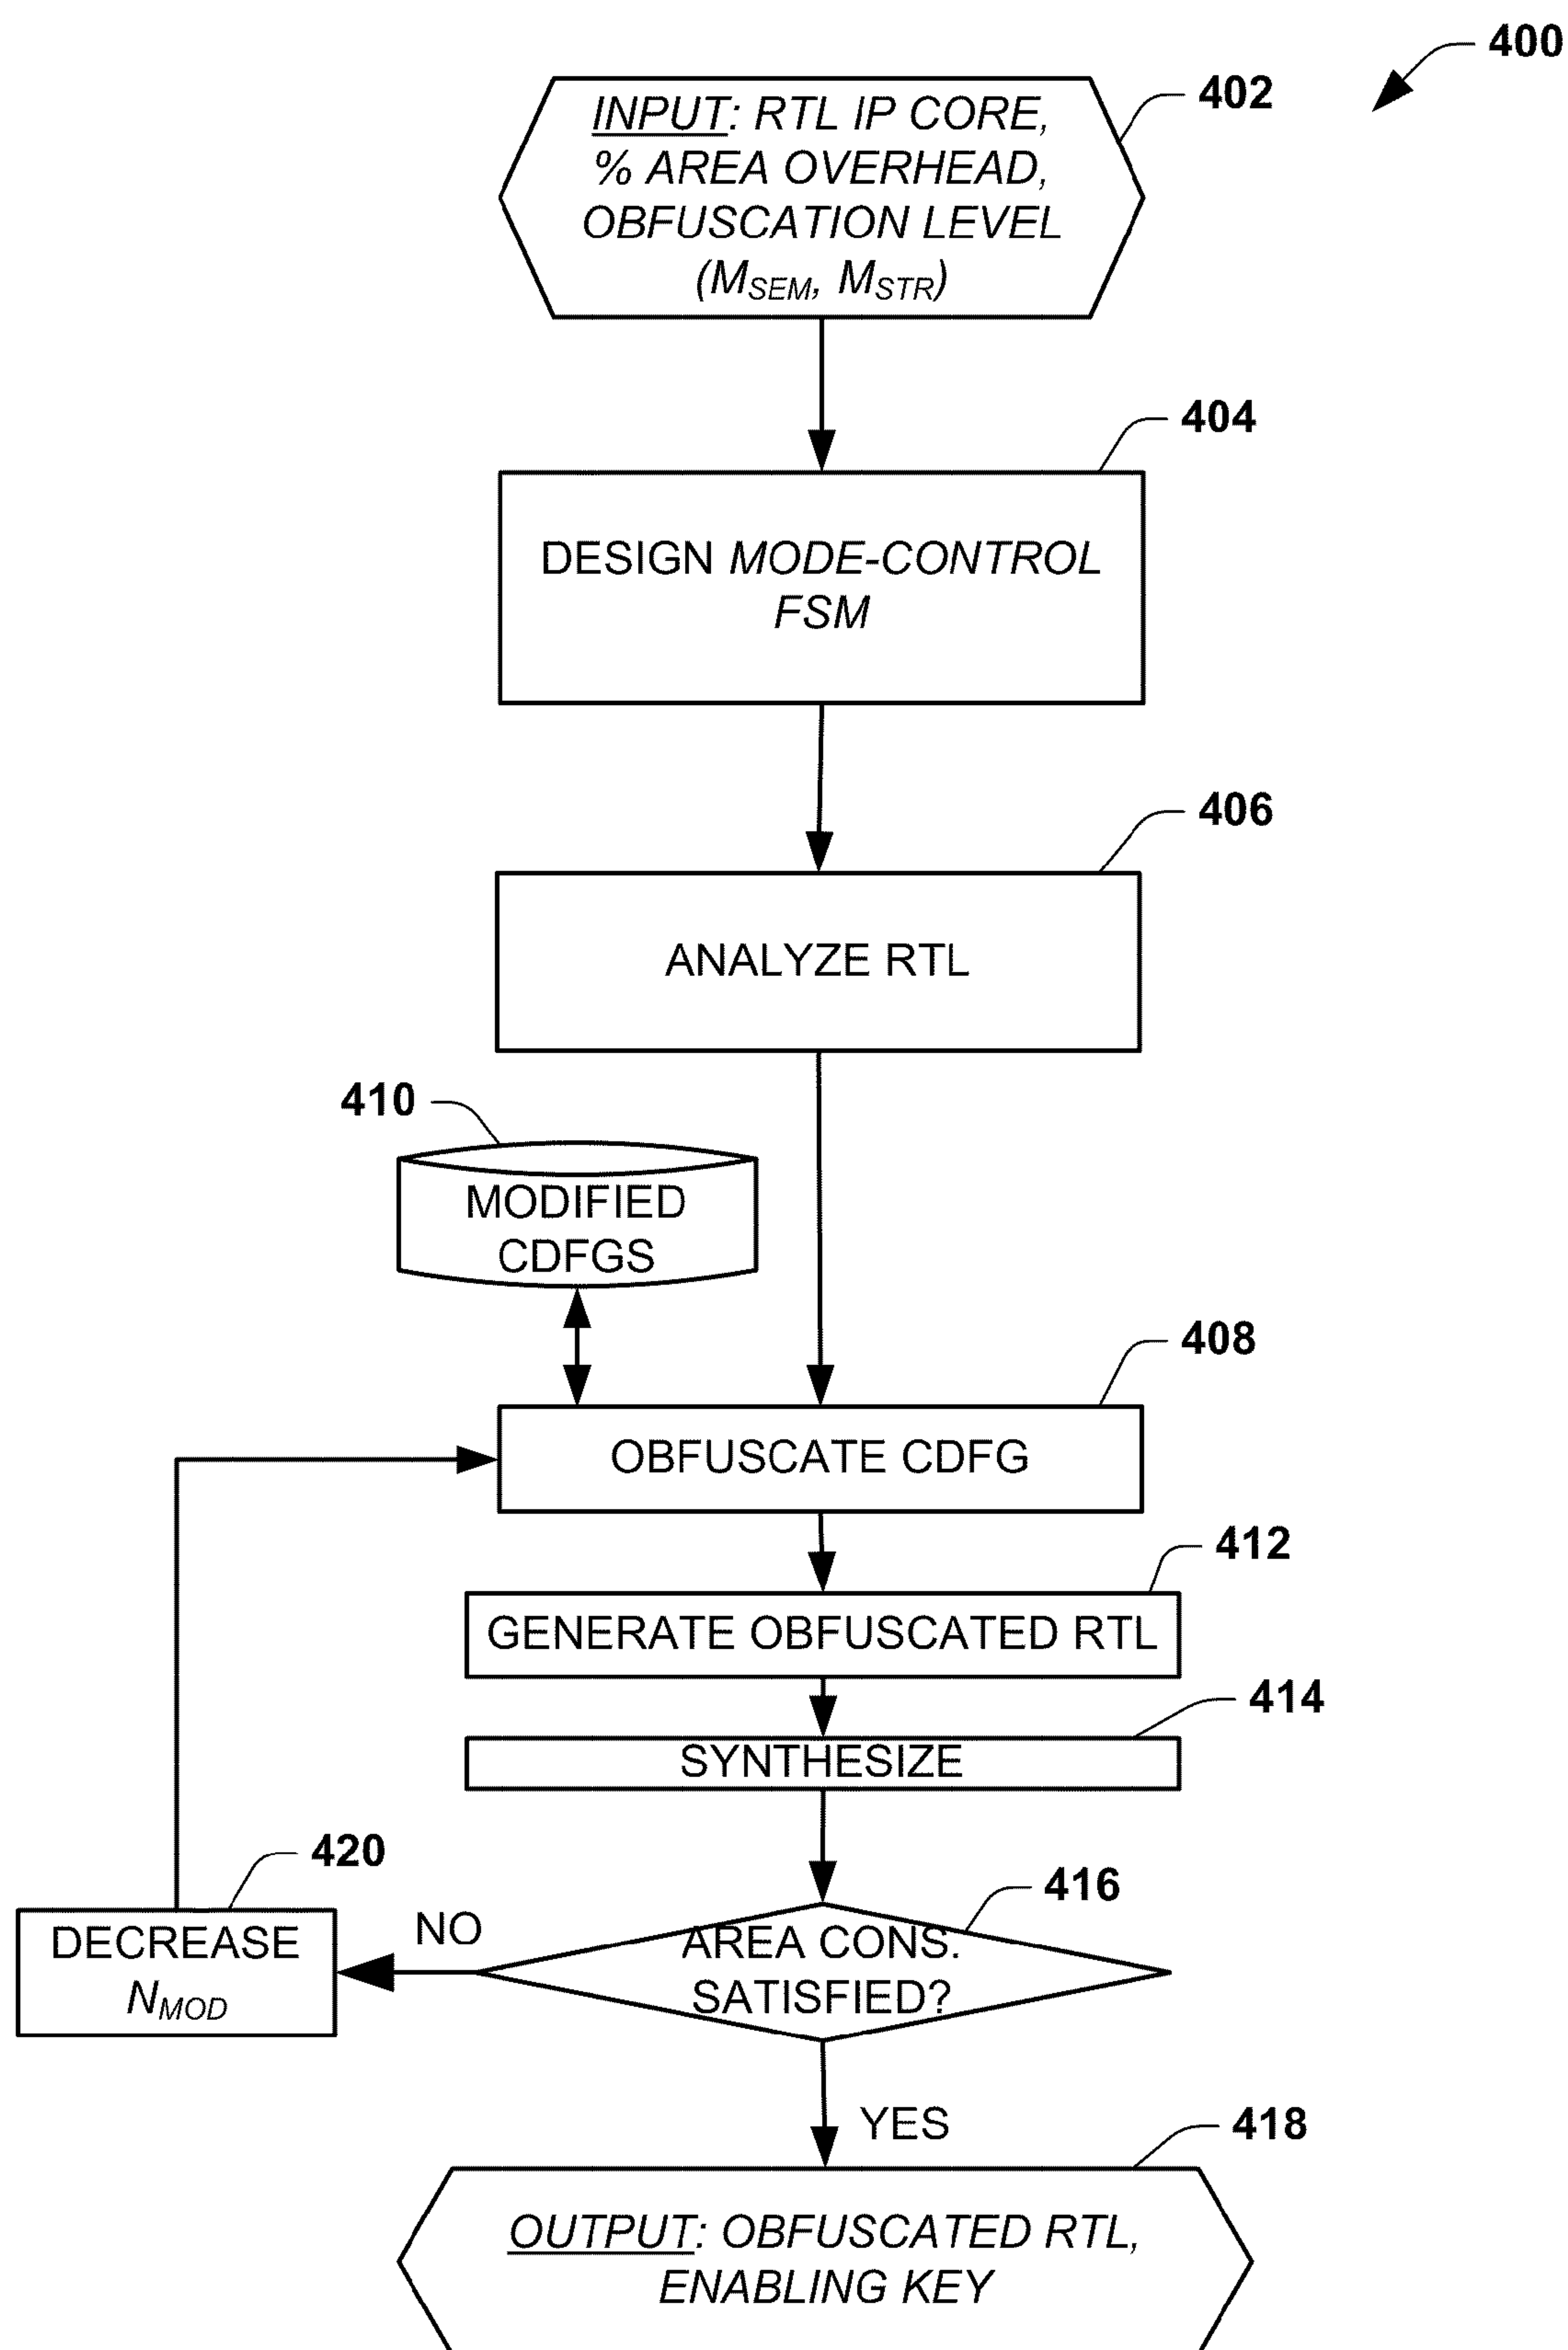 400
402
INPUT: RTL IP CORE,
% AREA OVERHEAD,
OBFUSCATION LEVEL
(MSEM, MSTR)
404
DESIGN MODE-CONTROL
FSM
406
ANALYZE RTL
410
MODIFIED
CDFGS
408
OBFUSCATE CDFG
412
GENERATE OBFUSCATED RTL
414
SYNTHESIZE
416
AREA CONS.
SATISFIED?
NO
420
DECREASE
NMOD
YES
418
OUTPUT: OBFUSCATED RTL,
ENABLING KEY